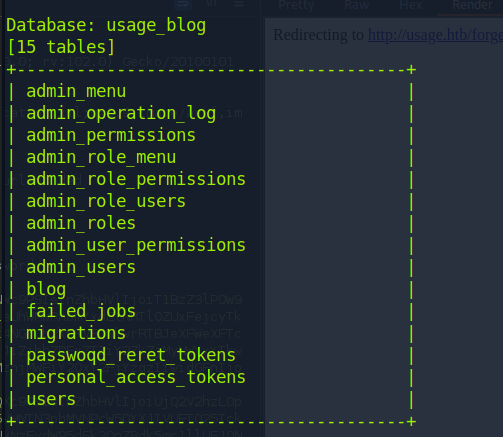 Pretty Raw Hex Render
Database: usage_blog
Redirecting to http://usage.htb/forge
[15 tables]
+---------------------------------------+
| admin_menu |
| admin_operation_log |
| admin_permissions |
| admin_role_menu |
| admin_role_permissions |
| admin_role_users |
| admin_roles |
| admin_user_permissions |
| admin_users |
| blog |
| failed_jobs |
| migrations |
| passwoqd_reret_tokens |
| personal_access_tokens |
| users |
+---------------------------------------+